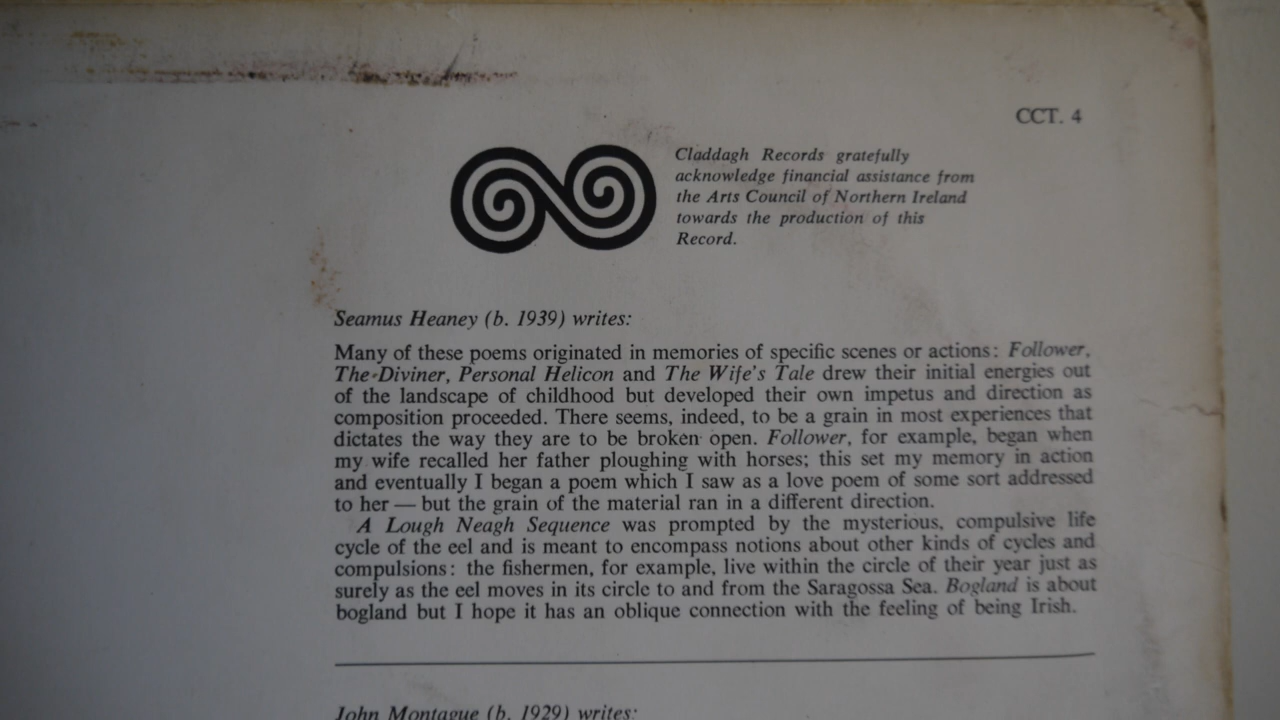 CCT. 4
Claddagh Records gratefully
acknowledge financial assistance from
the Arts Council of Northern Ireland
towards the production of this
Record.
Seamus Heaney (b. 1939) writes:
Many of these poems originated in memories of specific scenes or actions: Follower,
The Diviner, Personal Helicon and The Wife's Tale drew their initial energies out
of the landscape of childhood but developed their own impetus and direction as
composition proceeded. There seems, indeed, to be a grain in most experiences that
dictates the way they are to be broken open. Follower, for example, began when
my wife recalled her father ploughing with horses; this set my memory in action
and eventually I began a poem which I saw as a love poem of some sort addressed
to her — but the grain of the material ran in a different direction.
A Lough Neagh Sequence was prompted by the mysterious, compulsive life
cycle of the eel and is meant to encompass notions about other kinds of cycles and
compulsions: the fishermen, for example, live within the circle of their year just as
surely as the eel moves in its circle to and from the Saragossa Sea. Bogland is about
bogland but I hope it has an oblique connection with the feeling of being Irish.
John Montague (b. 1929) writes: